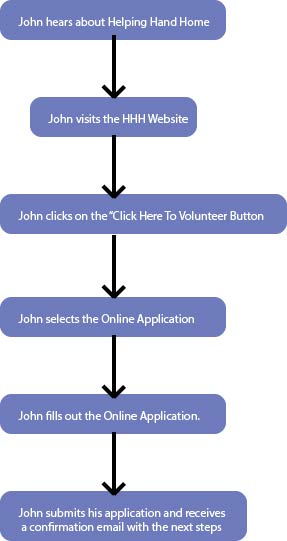 John hears about Helping Hand Home
John visits the HHH Website
John clicks on the “Click Here To Volunteer Button
John selects the Online Application
John fills out the Online Application.
John submits his application and receives
a confirmation email with the next steps